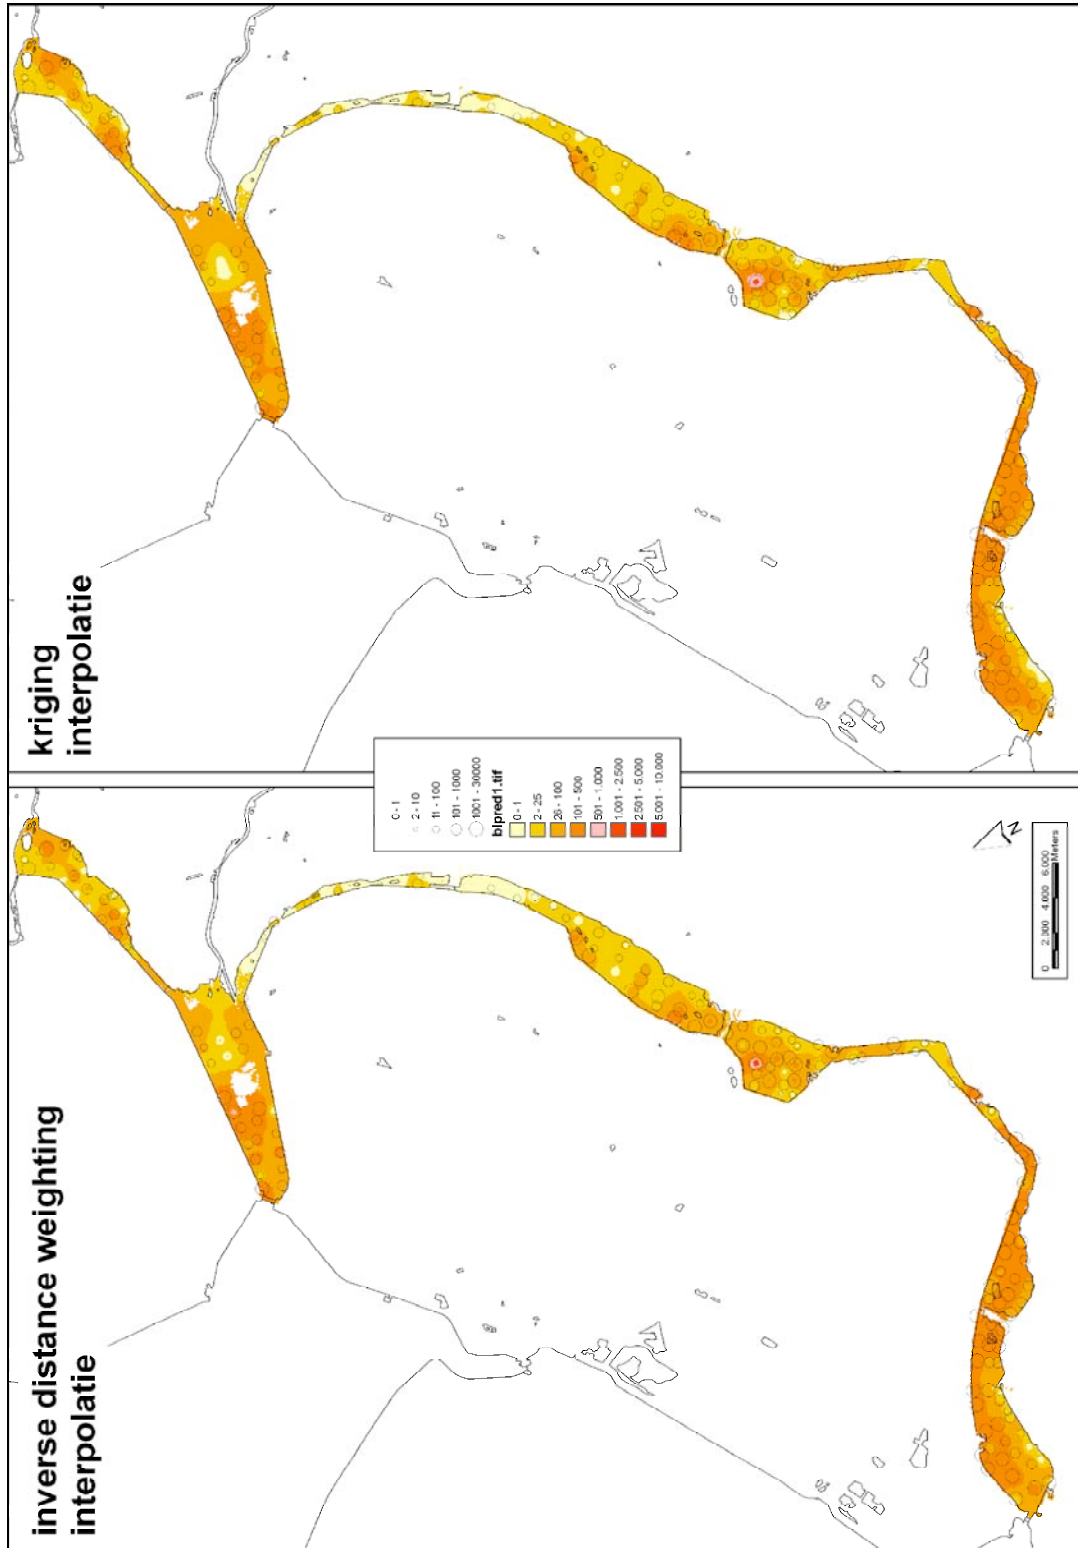 inverse distance weighting
interpolatie
kriging
interpolatie
0 - 1
2 - 10
11 - 100
101 - 1000
1001 - 30000
blpred1.tif
0 - 1
2 - 25
26 - 100
101 - 500
501 - 1.000
1.001 - 2.500
2.501 - 5.000
5.001 - 10.000
N
0 2.000 4.000 6.000
Meters